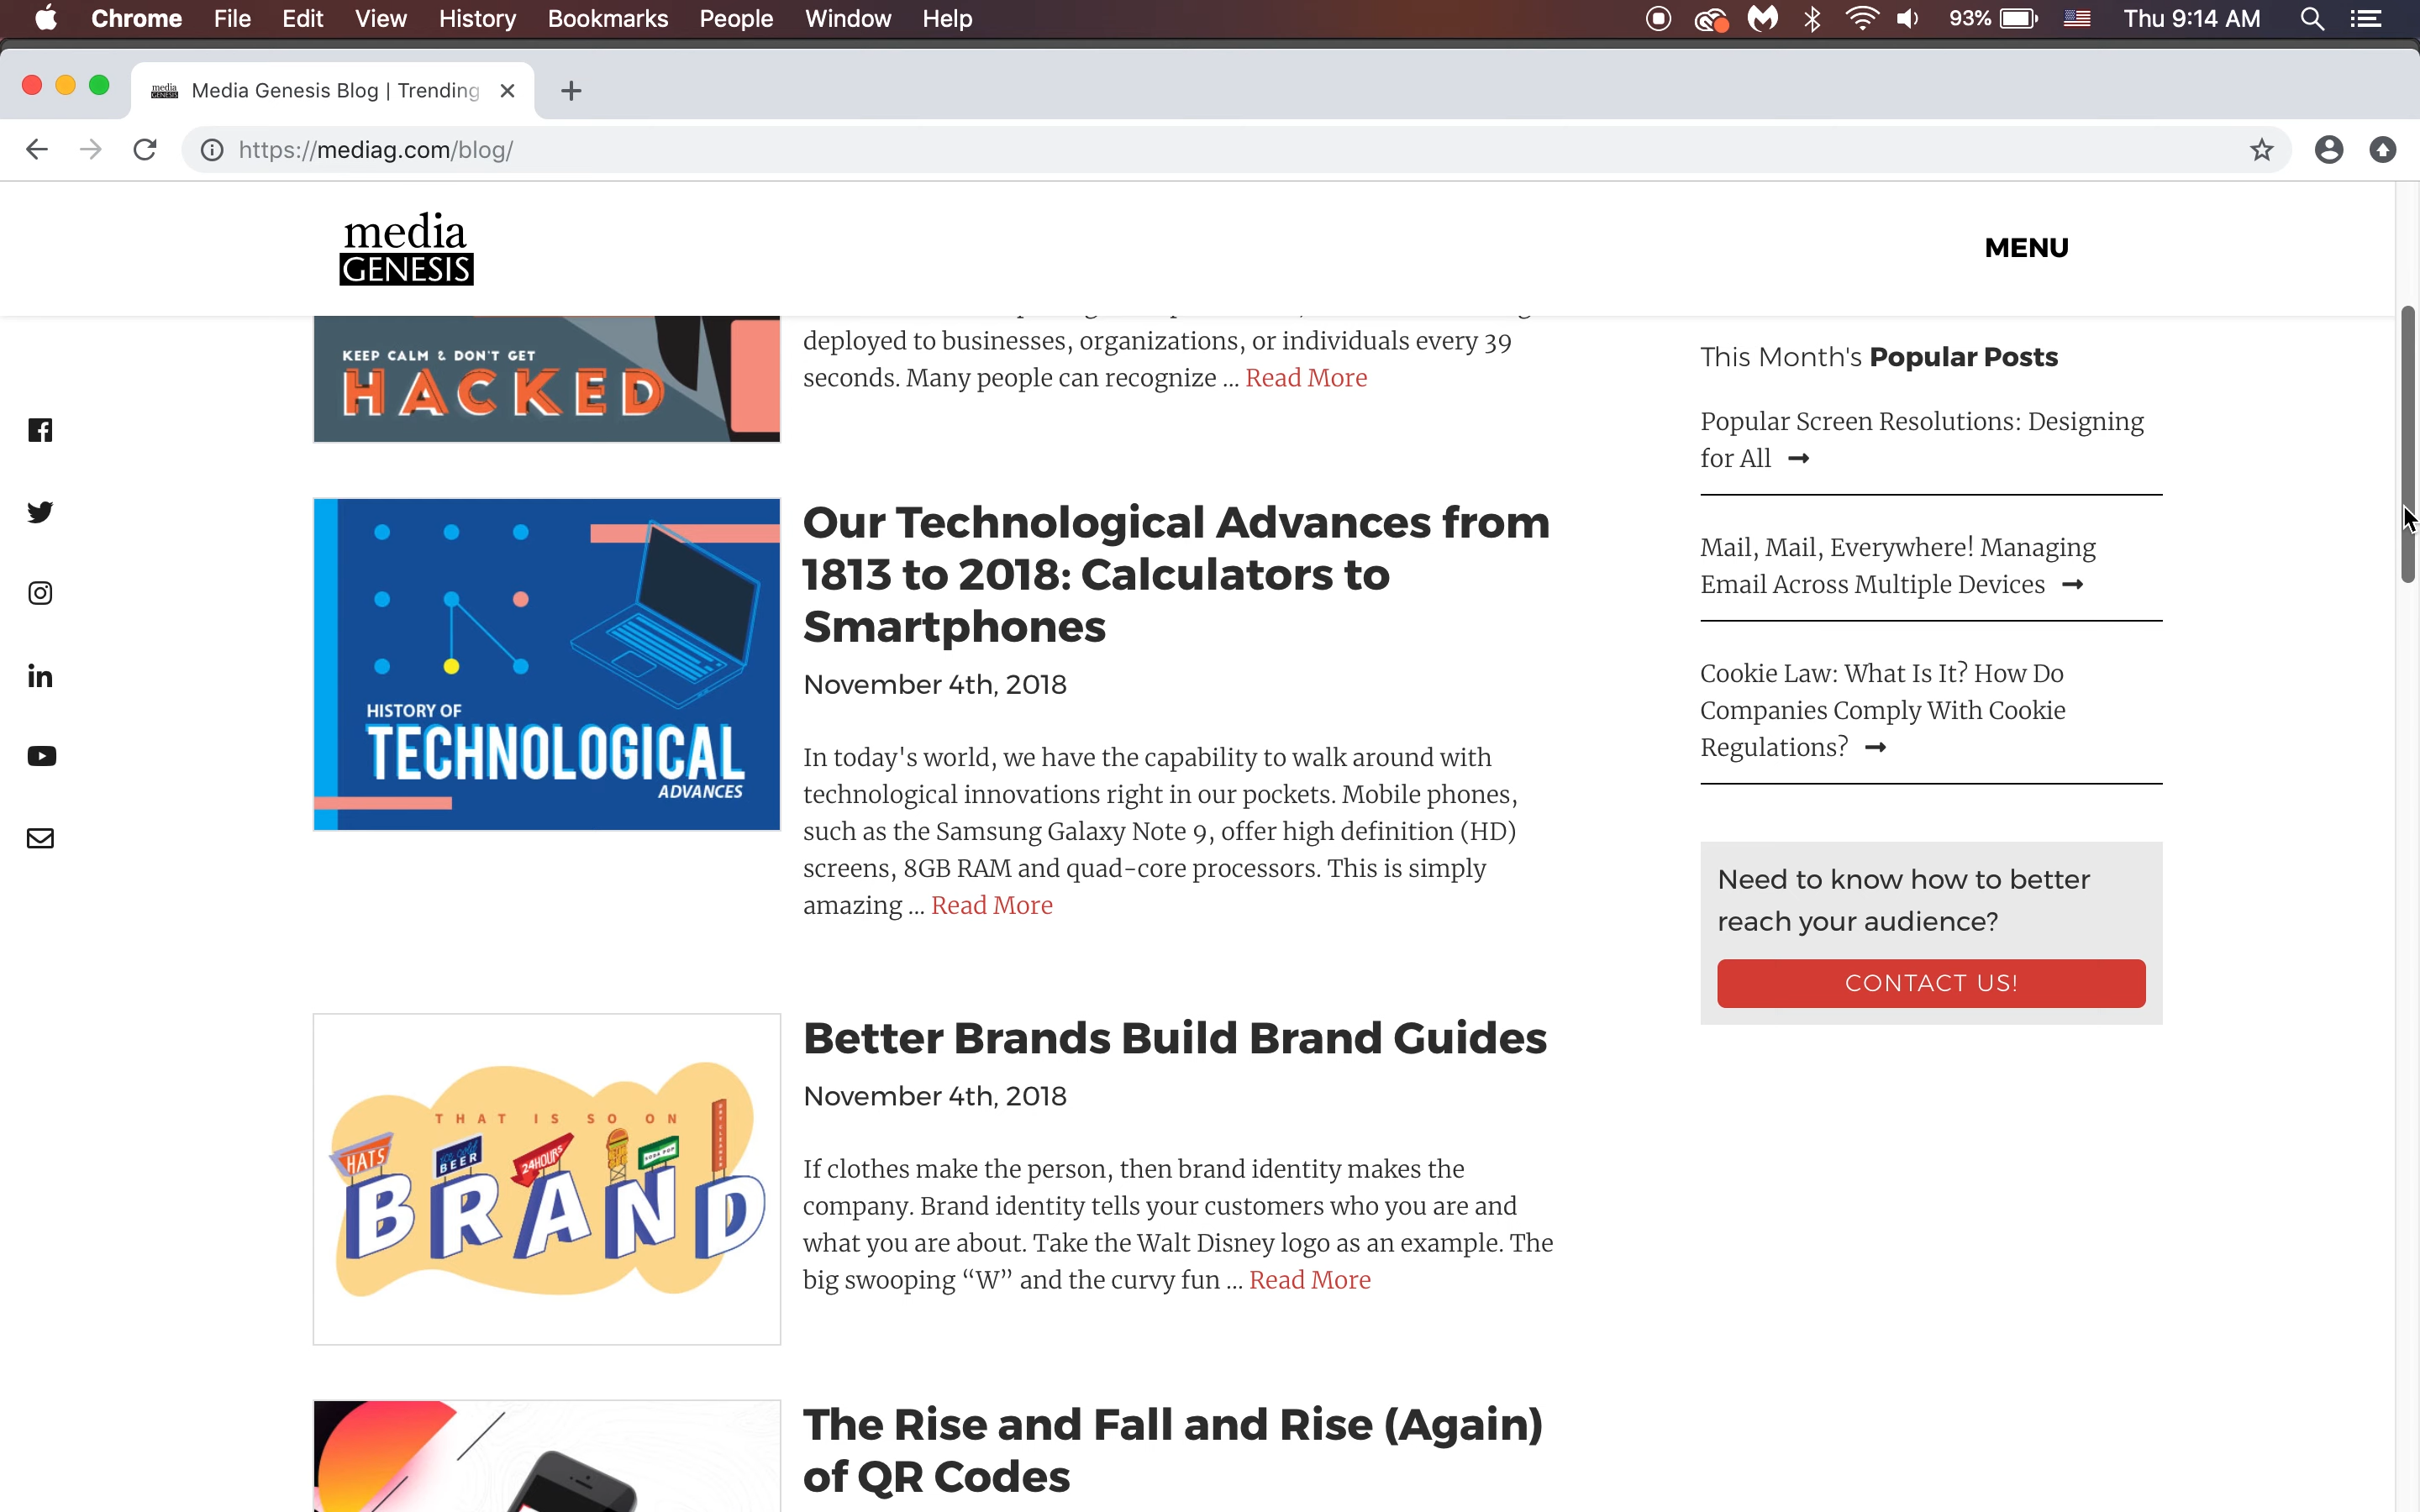 Chrome File Edit View History Bookmarks People Window Help 93% Thu 9:14 AM
media GENESIS Media Genesis Blog | Trending
https://mediag.com/blog/
media
GENESIS
MENU
KEEP CALM & DON'T GET
HACKED
deployed to businesses, organizations, or individuals every 39
seconds. Many people can recognize ... Read More
HISTORY OF
TECHNOLOGICAL
ADVANCES
Our Technological Advances from
1813 to 2018: Calculators to
Smartphones
November 4th, 2018
In today's world, we have the capability to walk around with
technological innovations right in our pockets. Mobile phones,
such as the Samsung Galaxy Note 9, offer high definition (HD)
screens, 8GB RAM and quad-core processors. This is simply
amazing ... Read More
THAT IS SO ON
HATS
BEER
24HOURS
SODA POP
DRY CLEANER
BRAND
Better Brands Build Brand Guides
November 4th, 2018
If clothes make the person, then brand identity makes the
company. Brand identity tells your customers who you are and
what you are about. Take the Walt Disney logo as an example. The
big swooping “W” and the curvy fun ... Read More
The Rise and Fall and Rise (Again)
of QR Codes
This Month's Popular Posts
Popular Screen Resolutions: Designing
for All →
Mail, Mail, Everywhere! Managing
Email Across Multiple Devices →
Cookie Law: What Is It? How Do
Companies Comply With Cookie
Regulations? →
Need to know how to better
reach your audience?
CONTACT US!